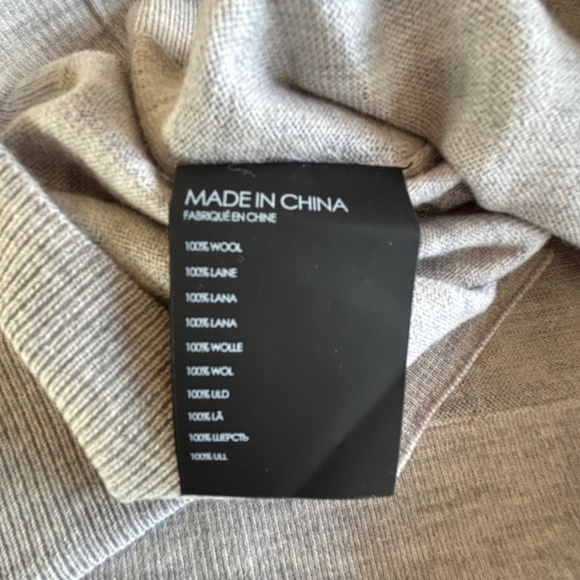 MADE IN CHINA
FABRIQUÉ EN CHINE
100% WOOL
100% LAINE
100% LANA
100% LANA
100% WOLLE
100% WOL
100% ULD
100% LÃ
100% ШЕРСТЬ
100% ULL